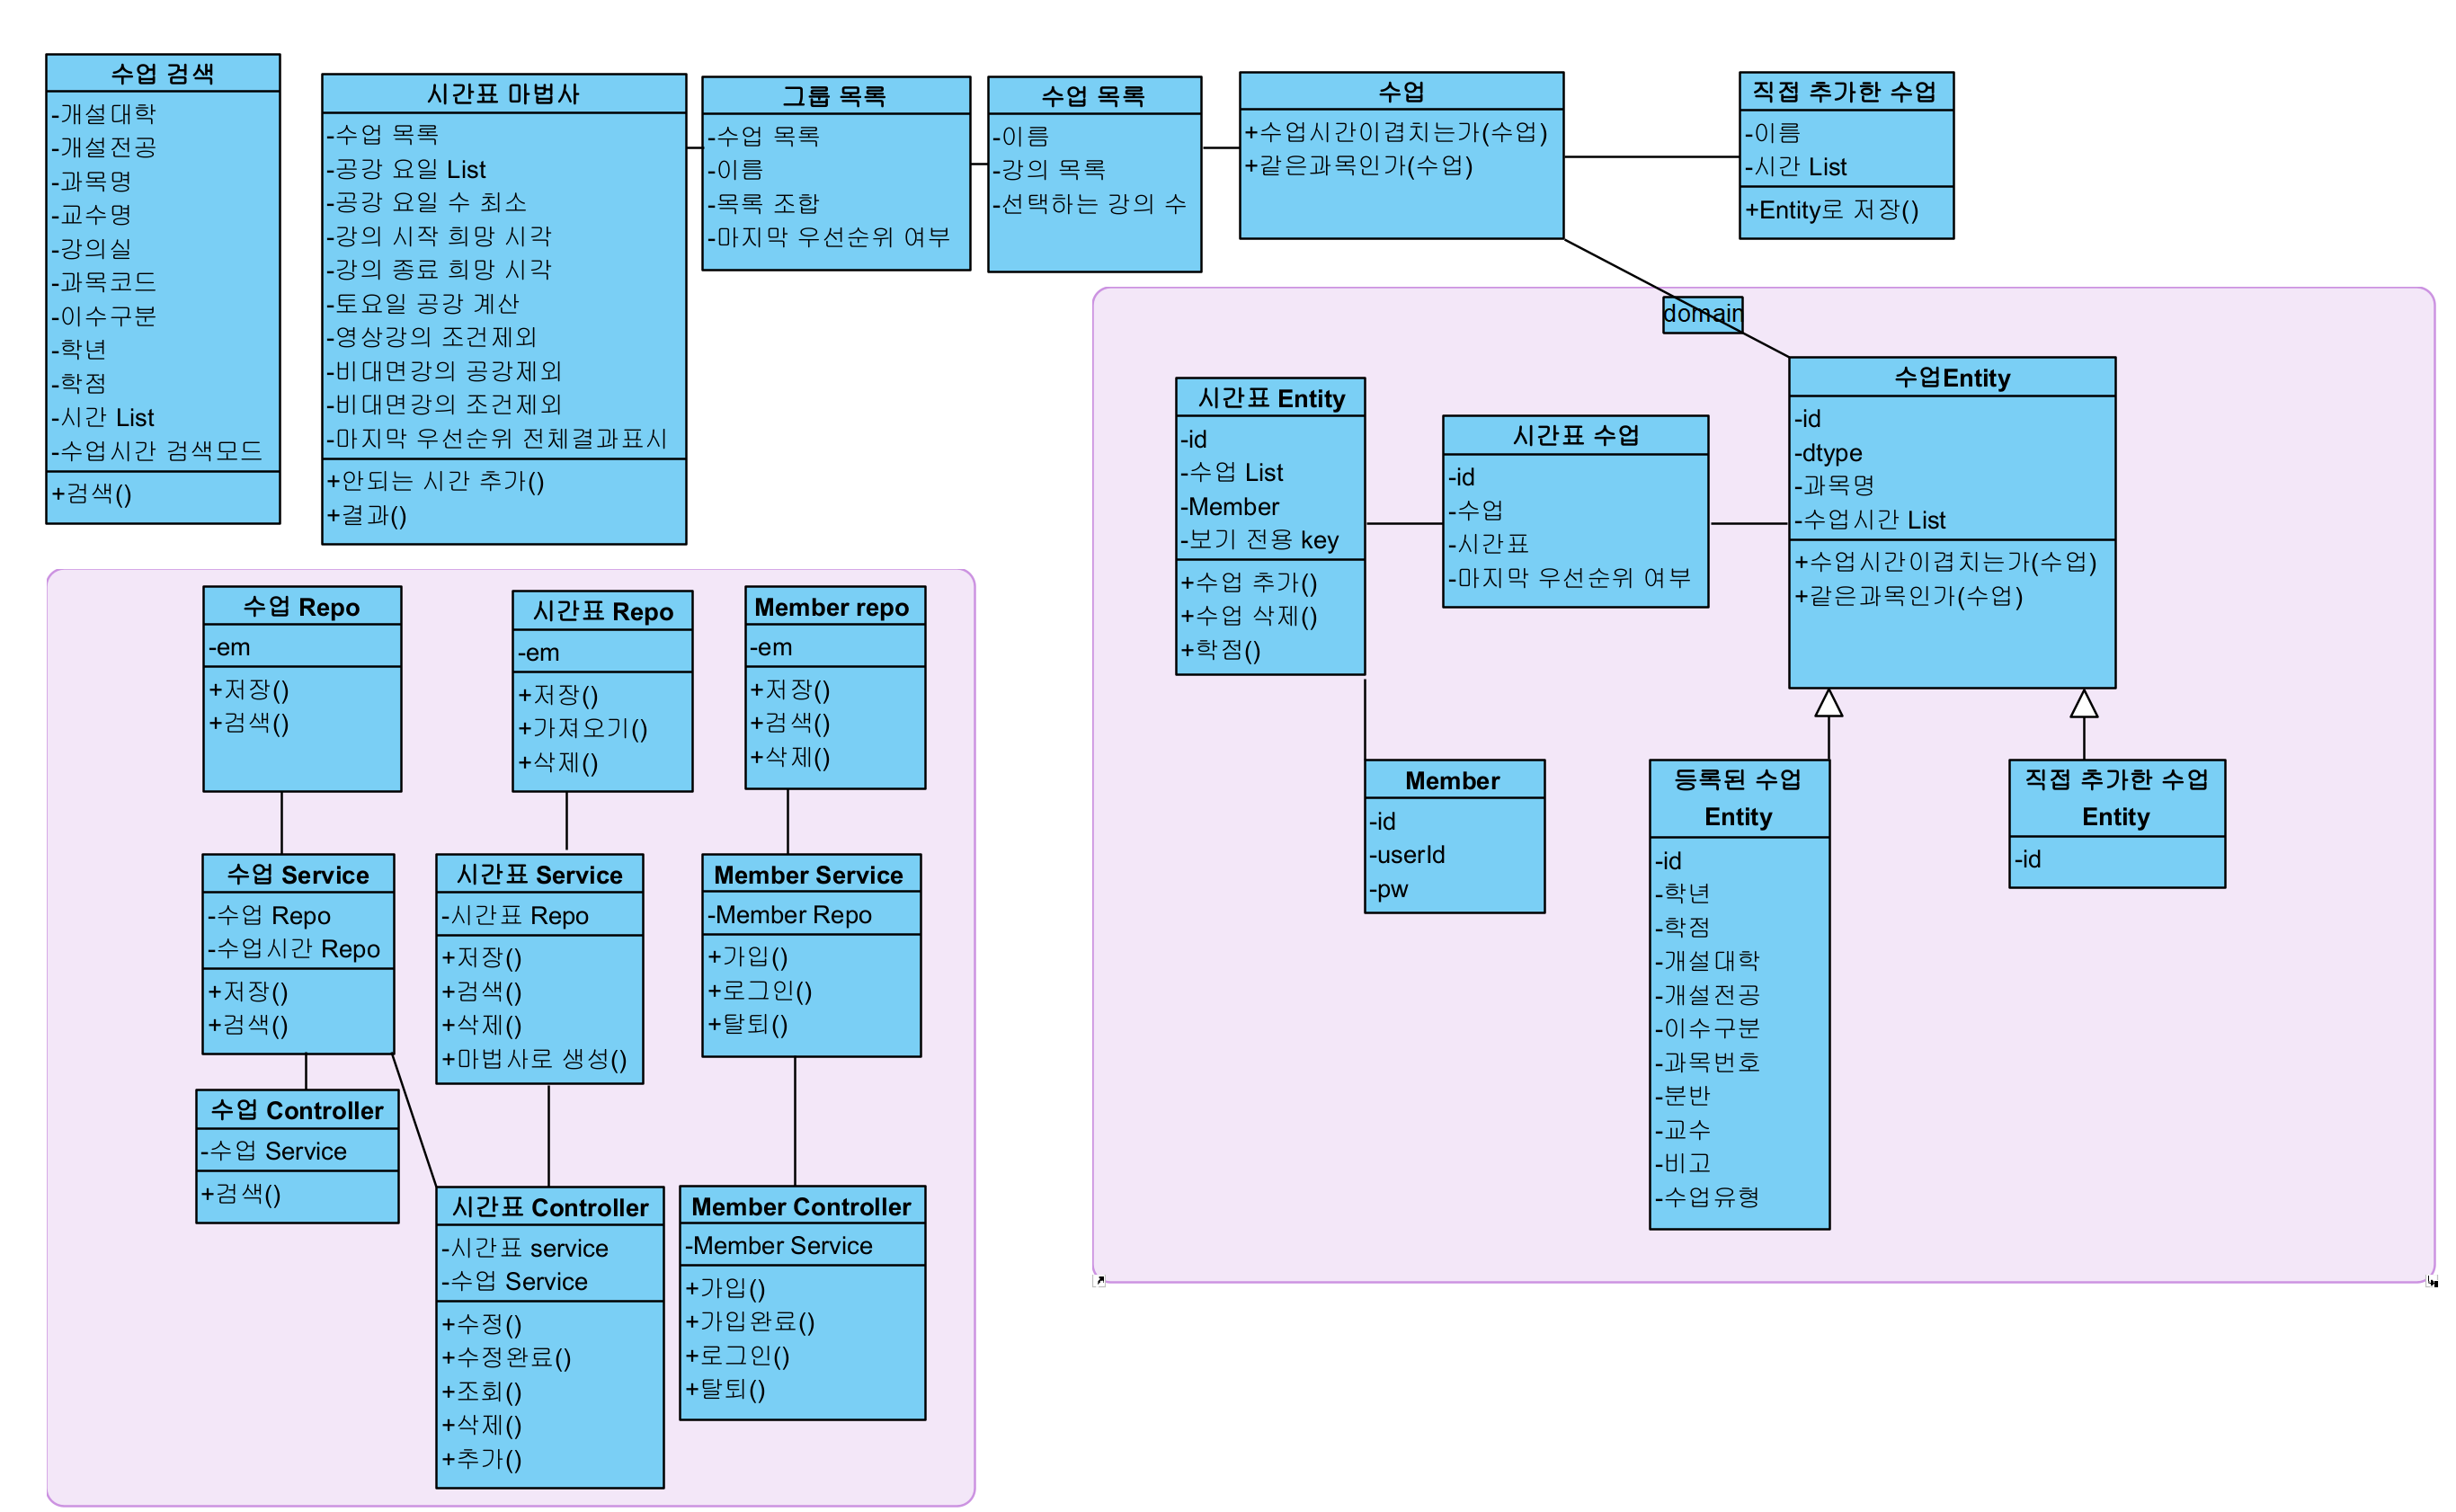 수업 검색
-개설대학
-개설전공
-과목명
-교수명
-강의실
-과목코드
-이수구분
-학년
-학점
-시간 List
-수업시간 검색모드
+검색()
시간표 마법사
-수업 목록
-공강 요일 List
-공강 요일 수 최소
-강의 시작 희망 시각
-강의 종료 희망 시각
-토요일 공강 계산
-영상강의 조건제외
-비대면강의 공강제외
-비대면강의 조건제외
-마지막 우선순위 전체결과표시
+안되는 시간 추가()
+결과()
그룹 목록
-수업 목록
-이름
-목록 조합
-마지막 우선순위 여부
수업 목록
-이름
-강의 목록
-선택하는 강의 수
수업
+수업시간이겹치는가(수업)
+같은과목인가(수업)
직접 추가한 수업
-이름
-시간 List
+Entity로 저장()
domain
시간표 Entity
-id
-수업 List
-Member
-보기 전용 key
+수업 추가()
+수업 삭제()
+학점()
시간표 수업
-id
-수업
-시간표
-마지막 우선순위 여부
수업Entity
-id
-dtype
-과목명
-수업시간 List
+수업시간이겹치는가(수업)
+같은과목인가(수업)
Member
-id
-userId
-pw
등록된 수업
Entity
-id
-학년
-학점
-개설대학
-개설전공
-이수구분
-과목번호
-분반
-교수
-비고
-수업유형
직접 추가한 수업
Entity
-id
수업 Repo
-em
+저장()
+검색()
시간표 Repo
-em
+저장()
+가져오기()
+삭제()
Member repo
-em
+저장()
+검색()
+삭제()
수업 Service
-수업 Repo
-수업시간 Repo
+저장()
+검색()
시간표 Service
-시간표 Repo
+저장()
+검색()
+삭제()
+마법사로 생성()
Member Service
-Member Repo
+가입()
+로그인()
+탈퇴()
수업 Controller
-수업 Service
+검색()
시간표 Controller
-시간표 service
-수업 Service
+수정()
+수정완료()
+조회()
+삭제()
+추가()
Member Controller
-Member Service
+가입()
+가입완료()
+로그인()
+탈퇴()